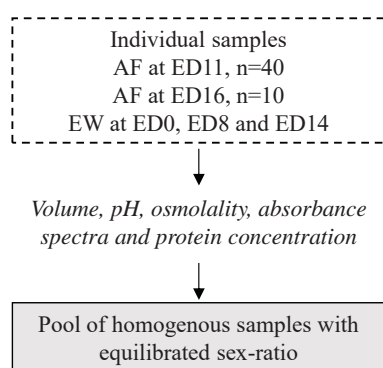 Individual samples
AF at ED11, n=40
AF at ED16, n=10
EW at ED0, ED8 and ED14
Volume, pH, osmolality, absorbance
spectra and protein concentration
Pool of homogenous samples with
equilibrated sex-ratio